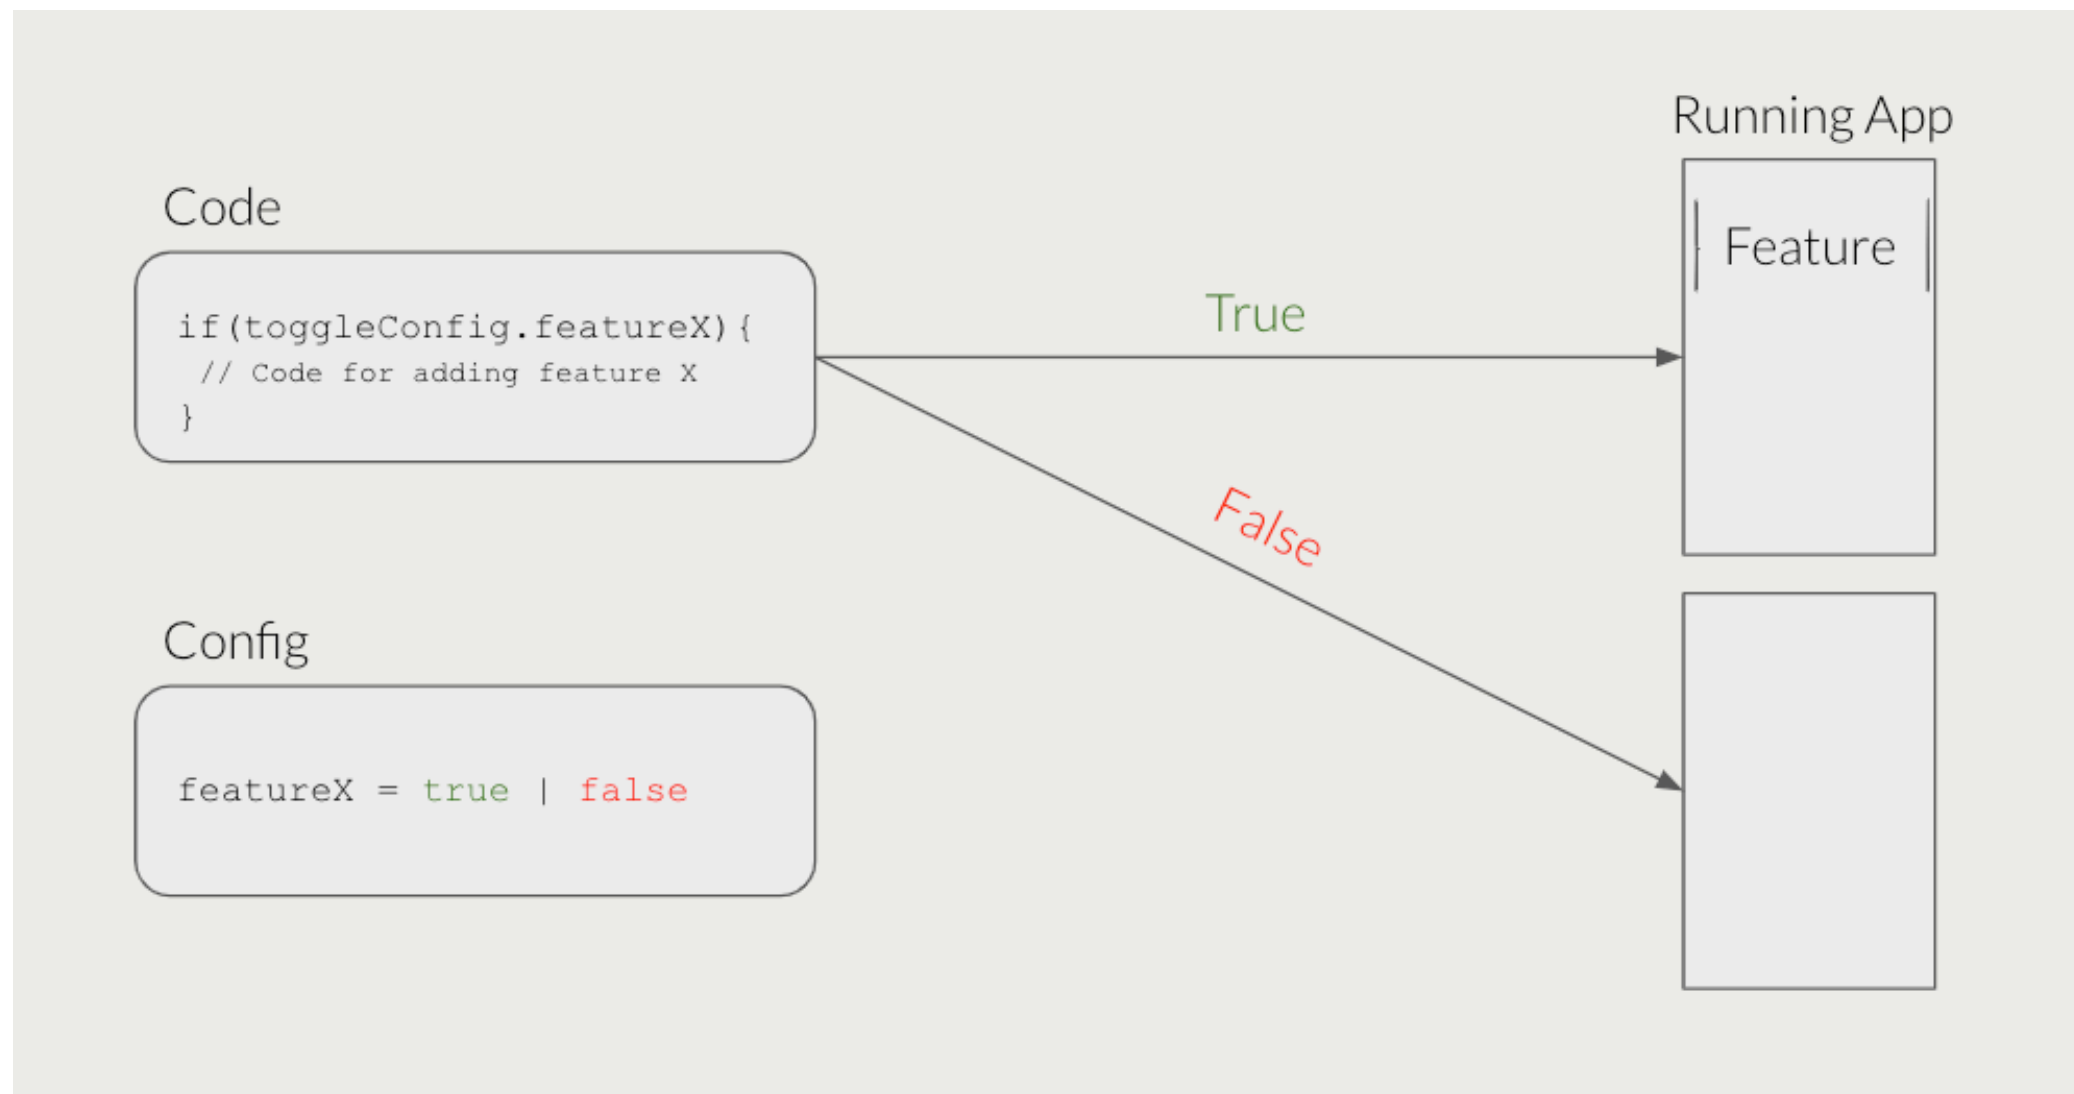 Running App
Feature
Code
if(toggleConfig.featureX){
// Code for adding feature X
}
True
False
Config
featureX = true | false